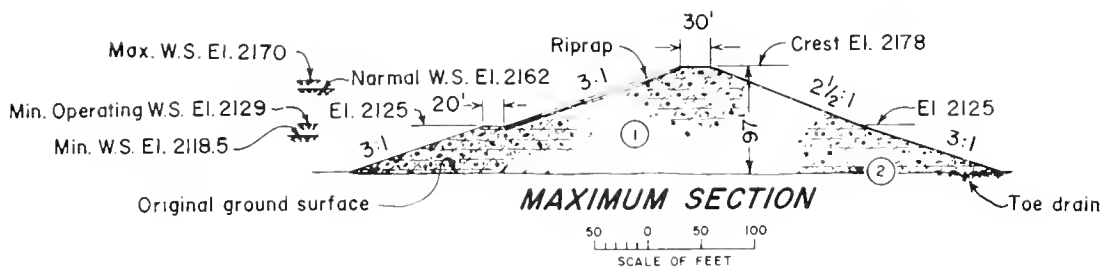 30'
Max. W.S. El. 2170
Riprap
Crest El. 2178
Normal W.S. El. 2162
3:1
2½:1
Min. Operating W.S. El. 2129
20'
El. 2125
El 2125
Min. W.S. El. 2118.5
3:1
1
97'
3:1
2
Original ground surface
MAXIMUM SECTION
Toe drain
50 0 50 100
SCALE OF FEET